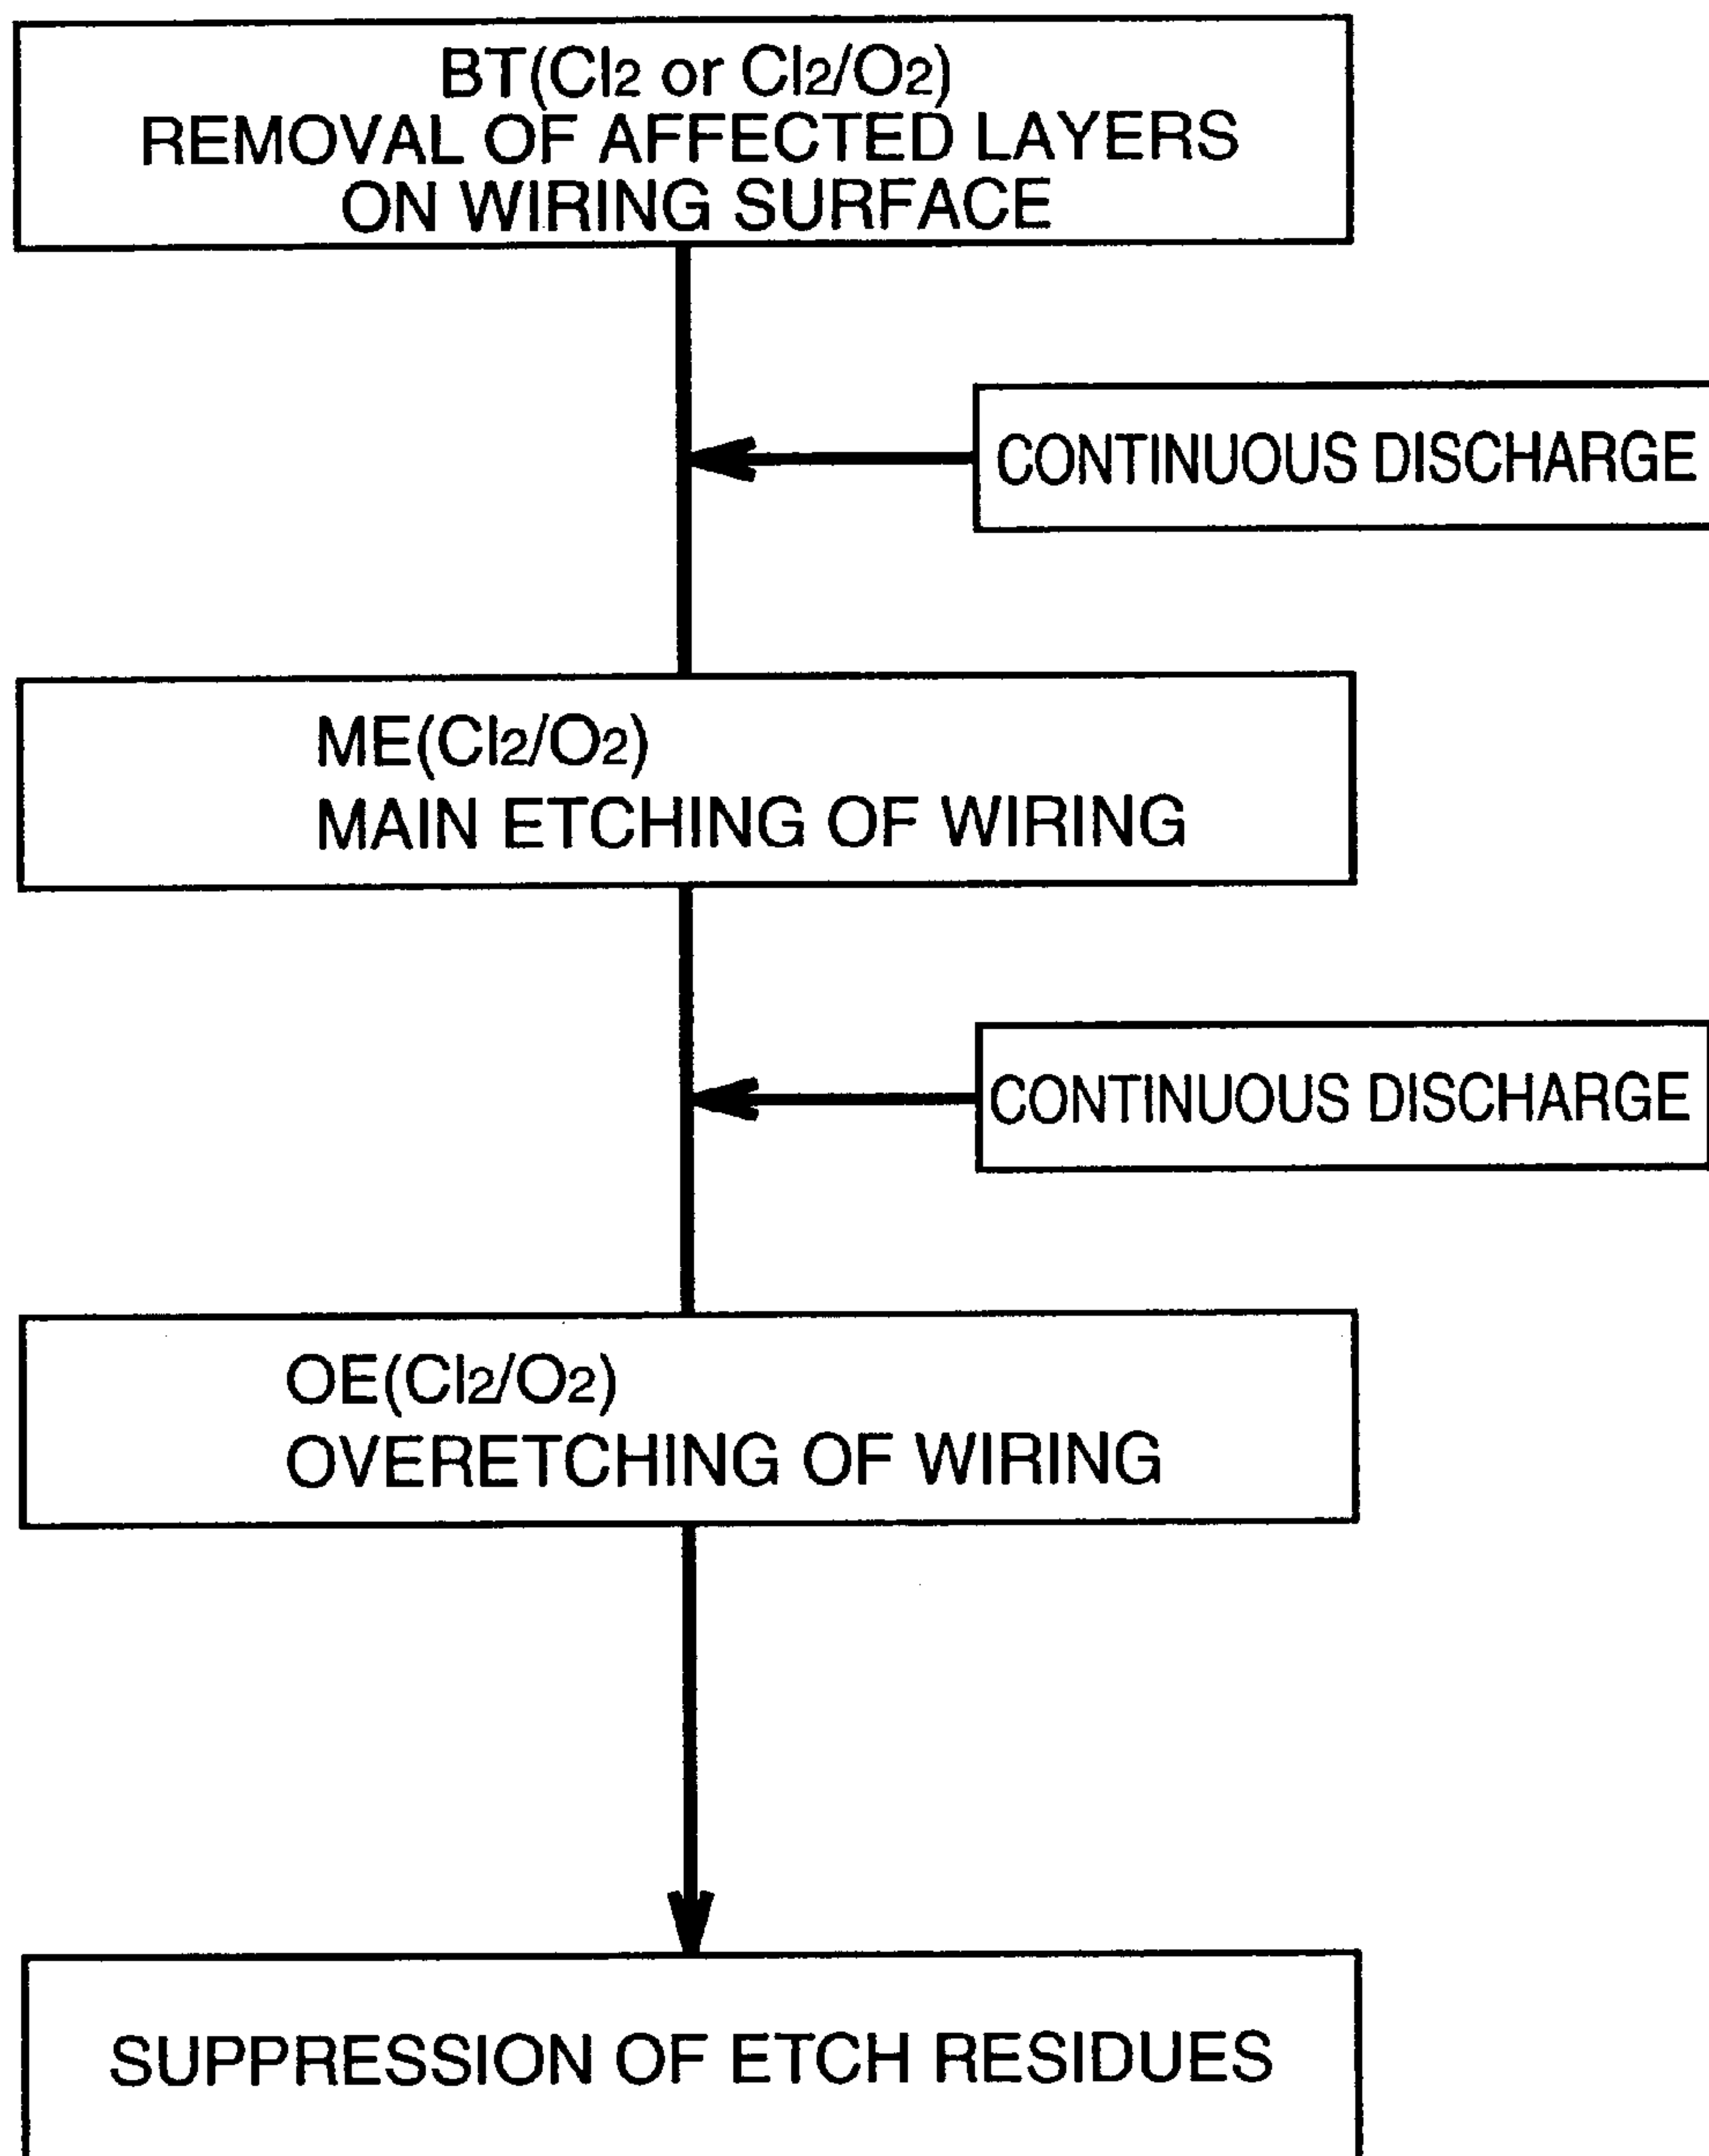 BT(Cl2 or Cl2/O2)
REMOVAL OF AFFECTED LAYERS
ON WIRING SURFACE
CONTINUOUS DISCHARGE
ME(Cl2/O2)
MAIN ETCHING OF WIRING
CONTINUOUS DISCHARGE
OE(Cl2/O2)
OVERETCHING OF WIRING
SUPPRESSION OF ETCH RESIDUES